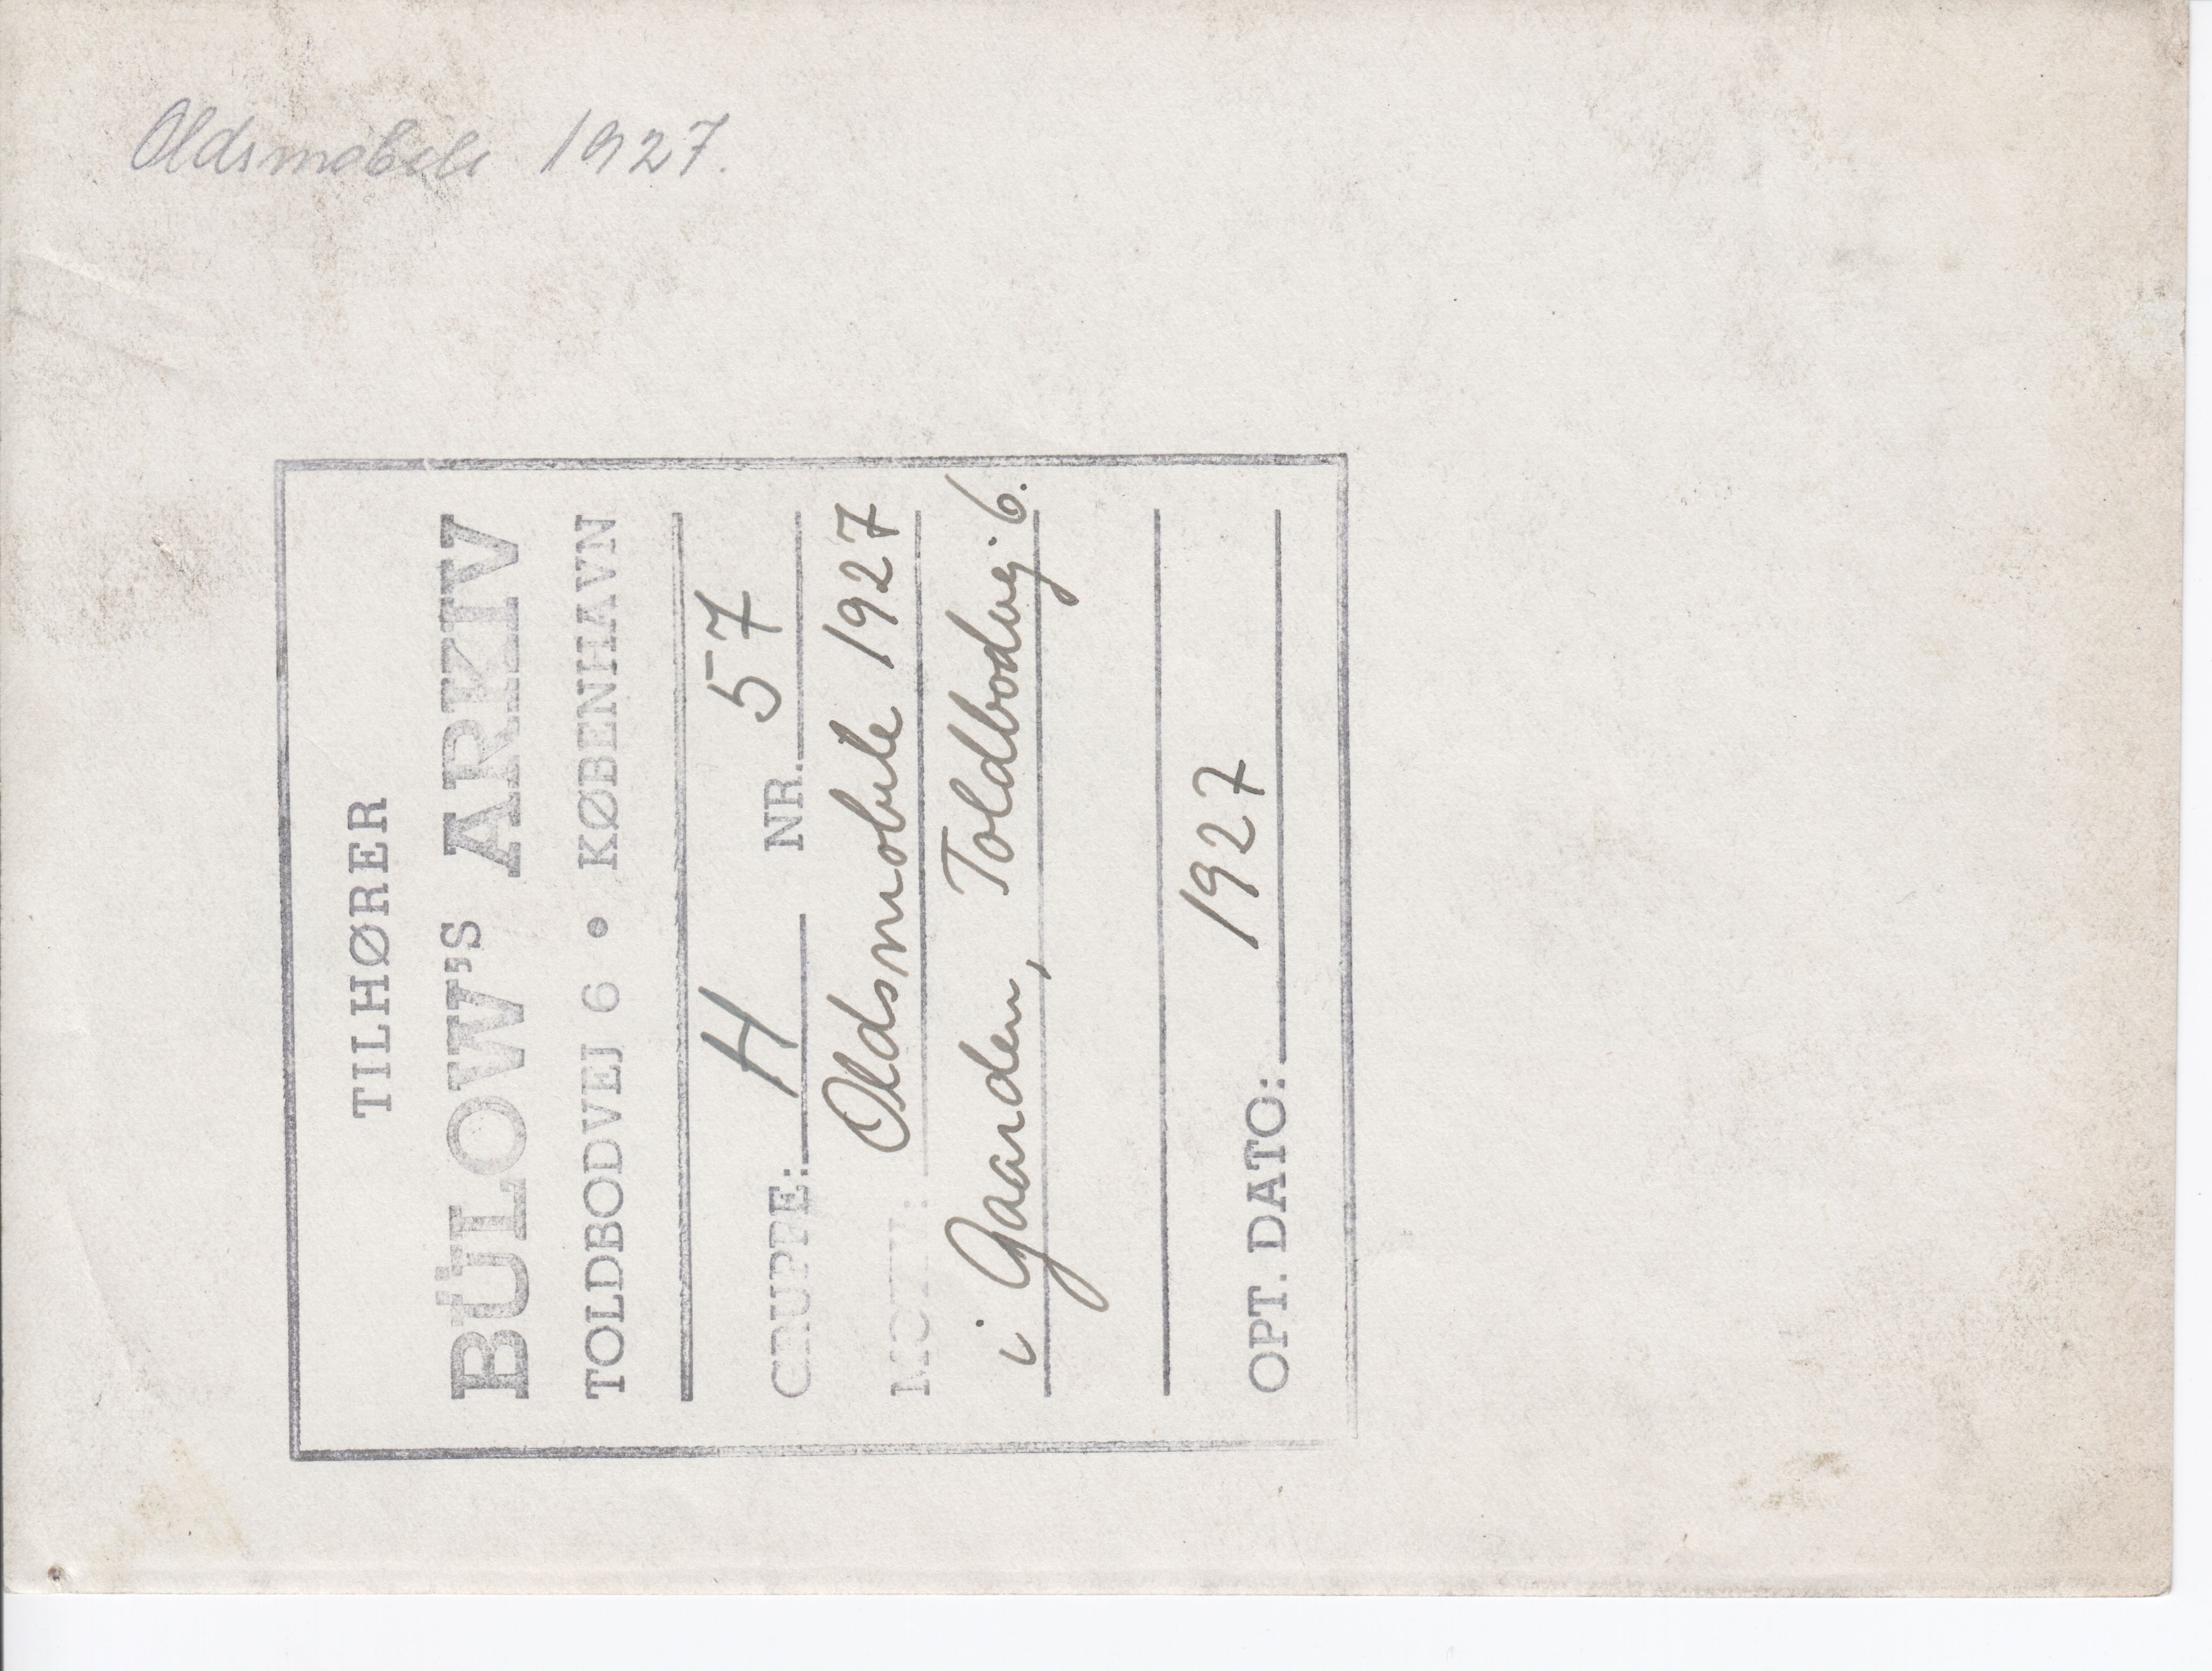 Oldsmobile 1927.
TILHØRER
BÜLOW'S ARKIV
TOLDBODVEJ 6 • KØBENHAVN
GRUPPE: H NR. 57
MOTIV: Oldsmobile 1927
i Gaarden, Toldbodvej 6.
OPT. DATO: 1927